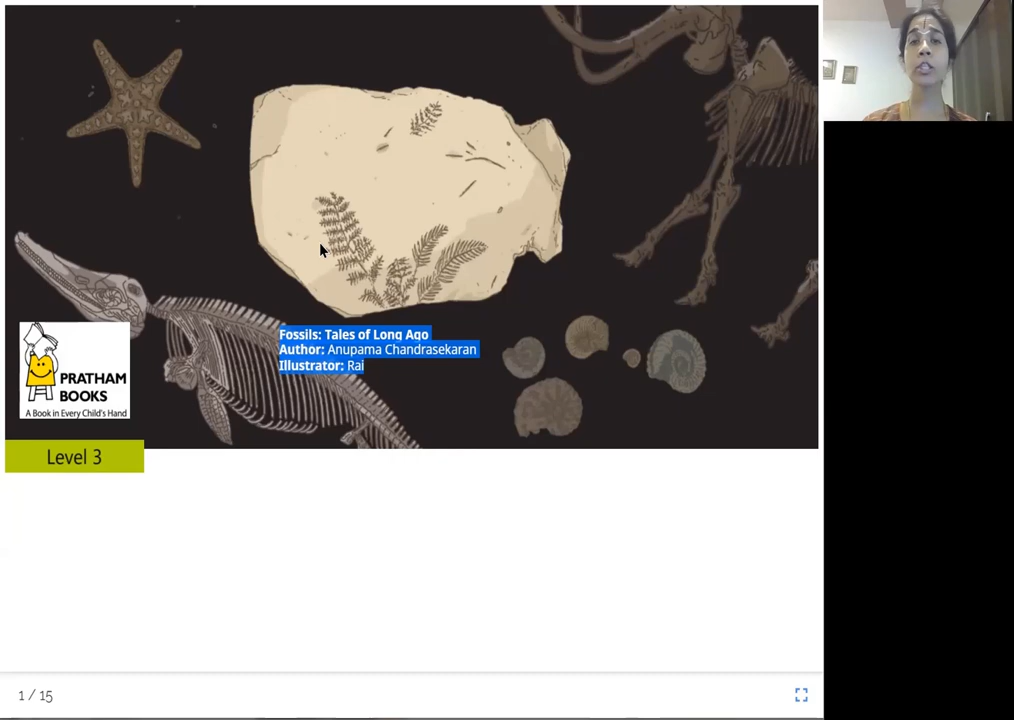 Fossils: Tales of Long Ago
Author: Anupama Chandrasekaran
Illustrator: Rai
PRATHAM
BOOKS
A Book in Every Child's Hand
Level 3
1 / 15